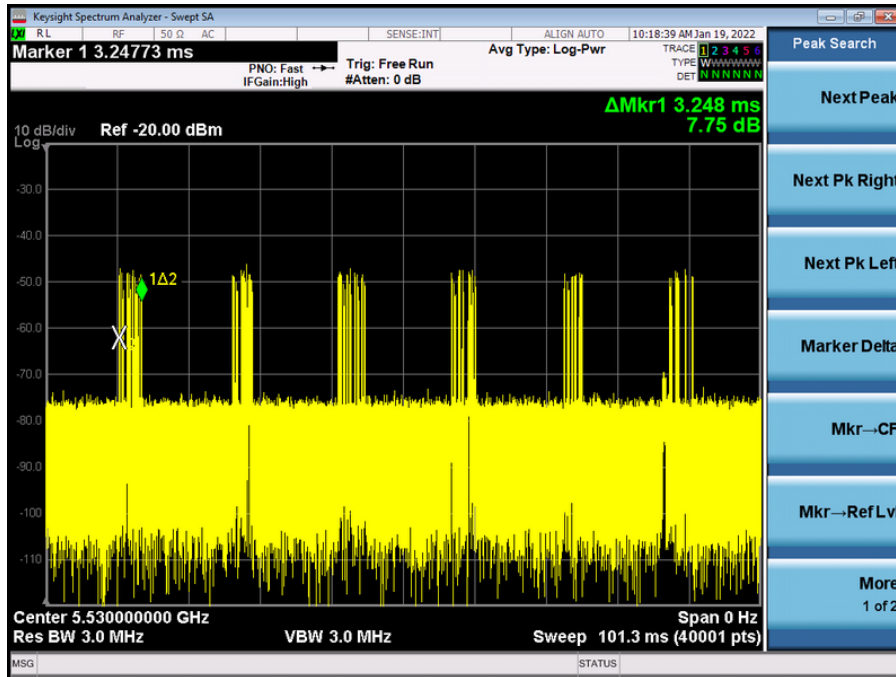 Keysight Spectrum Analyzer - Swept SA
LXI RL RF 50 Ω AC SENSE:INT ALIGN AUTO 10:18:39 AM Jan 19, 2022
Marker 1 3.24773 ms
PNO: Fast
IFGain:High
Trig: Free Run
#Atten: 0 dB
Avg Type: Log-Pwr
TRACE 1 2 3 4 5 6
TYPE WWWWWW
DET N N N N N N
Peak Search
ΔMkr1 3.248 ms
7.75 dB
10 dB/div Ref -20.00 dBm
Log
-30.0
-40.0
-50.0
-60.0
-70.0
-80.0
-90.0
-100
-110
1Δ2
Center 5.530000000 GHz Span 0 Hz
Res BW 3.0 MHz VBW 3.0 MHz Sweep 101.3 ms (40001 pts)
MSG STATUS
Next Peak
Next Pk Right
Next Pk Left
Marker Delta
Mkr→CF
Mkr→Ref Lvl
More
1 of 2